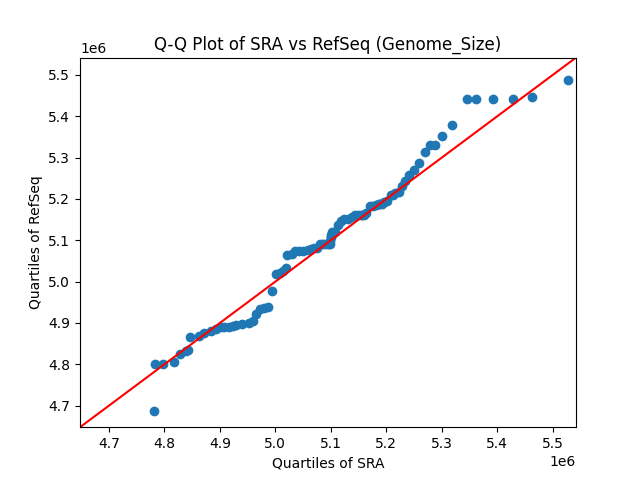 Q-Q Plot of SRA vs RefSeq (Genome_Size)
1e6
5.5
5.4
5.3
5.2
5.1
5.0
4.9
4.8
4.7
Quartiles of RefSeq
4.7 4.8 4.9 5.0 5.1 5.2 5.3 5.4 5.5
Quartiles of SRA
1e6